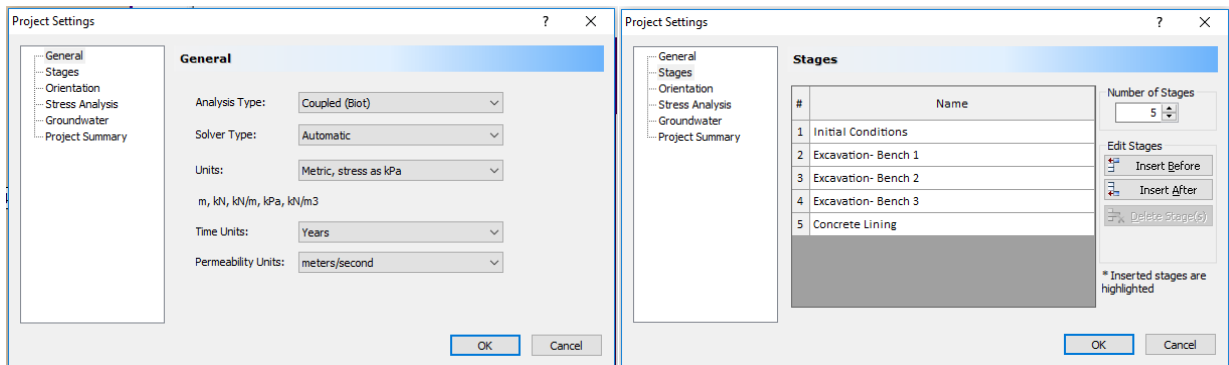 Project Settings
? X
General
Stages
Orientation
Stress Analysis
Groundwater
Project Summary
General
Analysis Type: Coupled (Biot)
Solver Type: Automatic
Units: Metric, stress as kPa
m, kN, kN/m, kPa, kN/m3
Time Units: Years
Permeability Units: meters/second
OK Cancel
Project Settings
? X
General
Stages
Orientation
Stress Analysis
Groundwater
Project Summary
Stages
# Name
1 Initial Conditions
2 Excavation- Bench 1
3 Excavation- Bench 2
4 Excavation- Bench 3
5 Concrete Lining
Number of Stages
5
Edit Stages
Insert Before
Insert After
Delete Stage(s)
* Inserted stages are
highlighted
OK Cancel